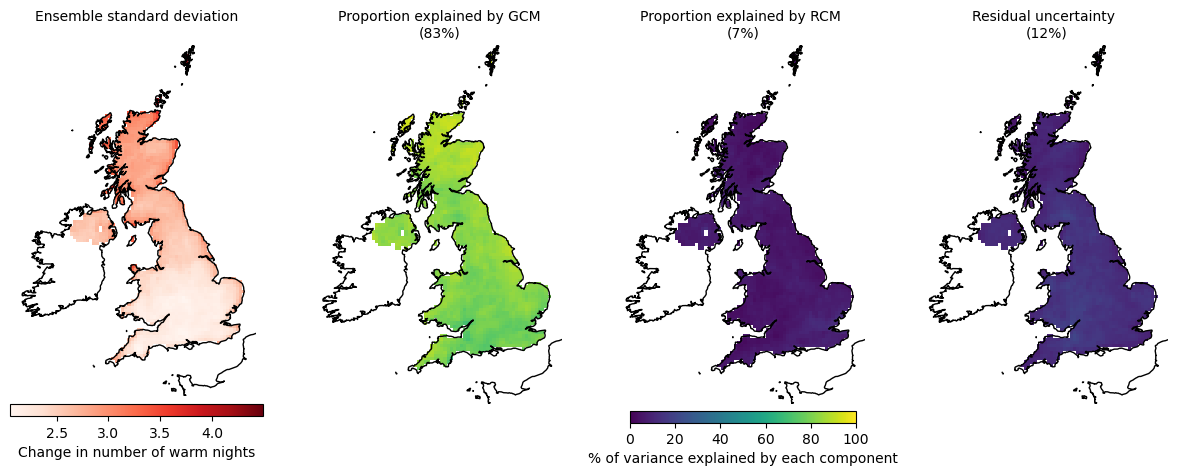 Ensemble standard deviation
Proportion explained by GCM
(83%)
Proportion explained by RCM
(7%)
Residual uncertainty
(12%)
2.5 3.0 3.5 4.0
Change in number of warm nights
0 20 40 60 80 100
% of variance explained by each component